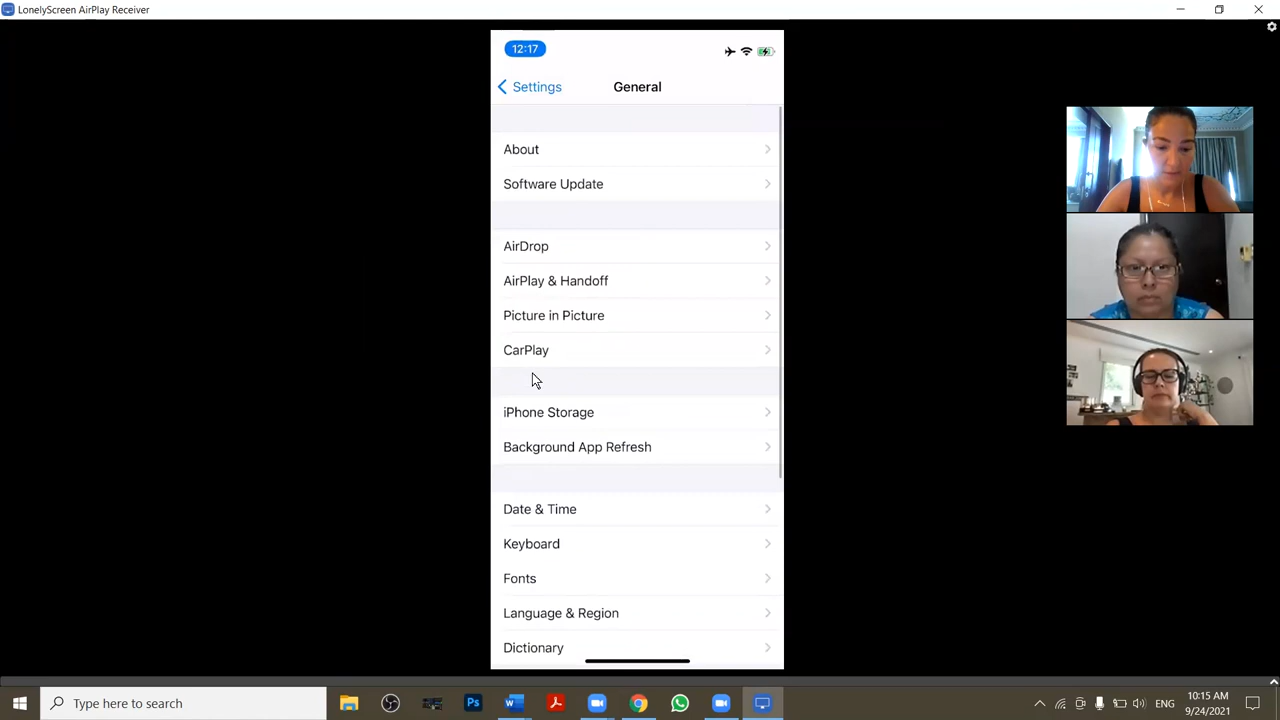 LonelyScreen AirPlay Receiver
12:17
Settings
General
About
Software Update
AirDrop
AirPlay & Handoff
Picture in Picture
CarPlay
iPhone Storage
Background App Refresh
Date & Time
Keyboard
Fonts
Language & Region
Dictionary
Type here to search
Ps
W
ENG
10:15 AM
9/24/2021